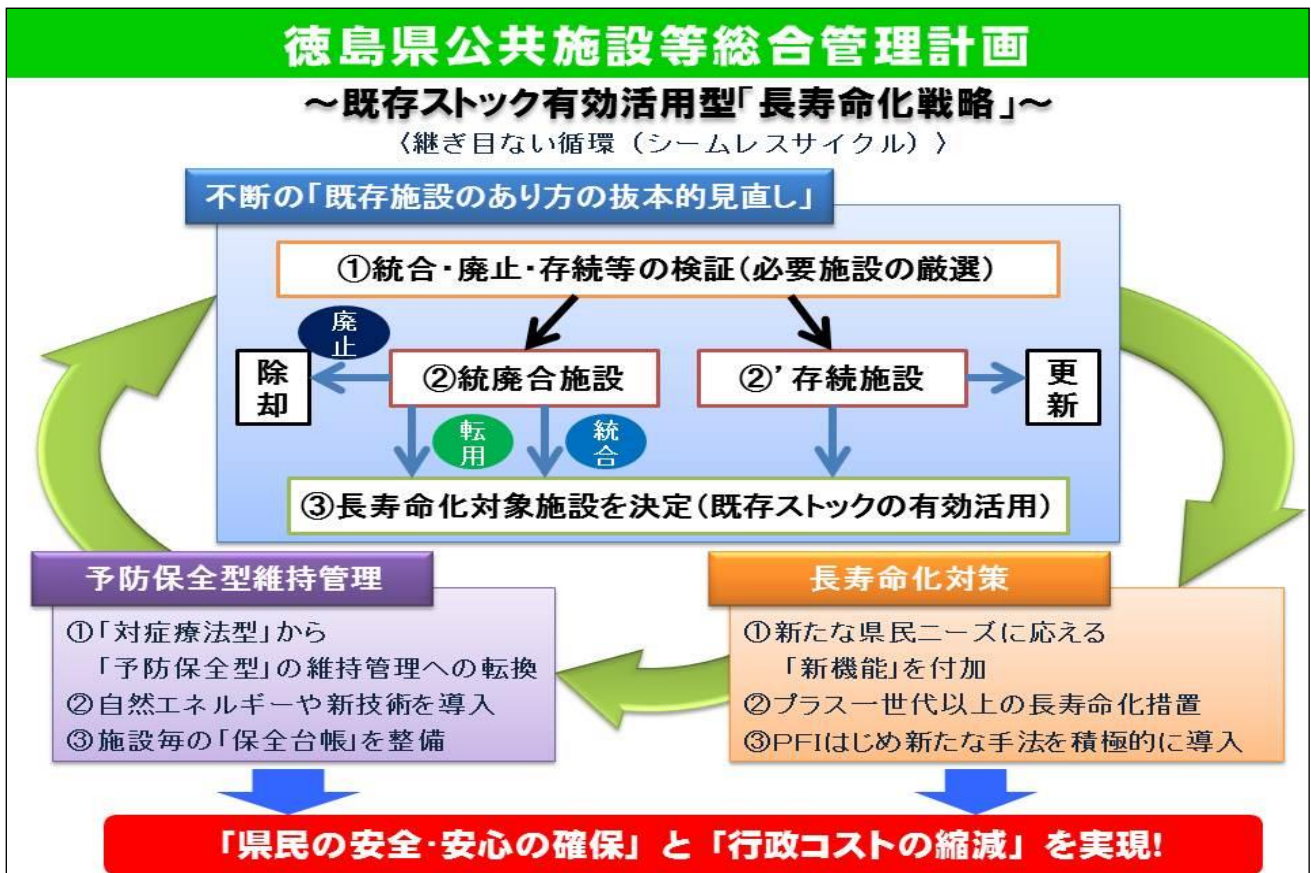 徳島県公共施設等総合管理計画
～既存ストック有効活用型「長寿命化戦略」～
〈継ぎ目ない循環（シームレスサイクル）〉
不断の「既存施設のあり方の抜本的見直し」
①統合・廃止・存続等の検証（必要施設の厳選）
廃止
除却
②統廃合施設
②’存続施設
更新
転用
統合
③長寿命化対象施設を決定（既存ストックの有効活用）
予防保全型維持管理
①「対症療法型」から
「予防保全型」の維持管理への転換
②自然エネルギーや新技術を導入
③施設毎の「保全台帳」を整備
長寿命化対策
①新たな県民ニーズに応える
「新機能」を付加
②プラス一世代以上の長寿命化措置
③PFIはじめ新たな手法を積極的に導入
「県民の安全・安心の確保」と「行政コストの縮減」を実現!